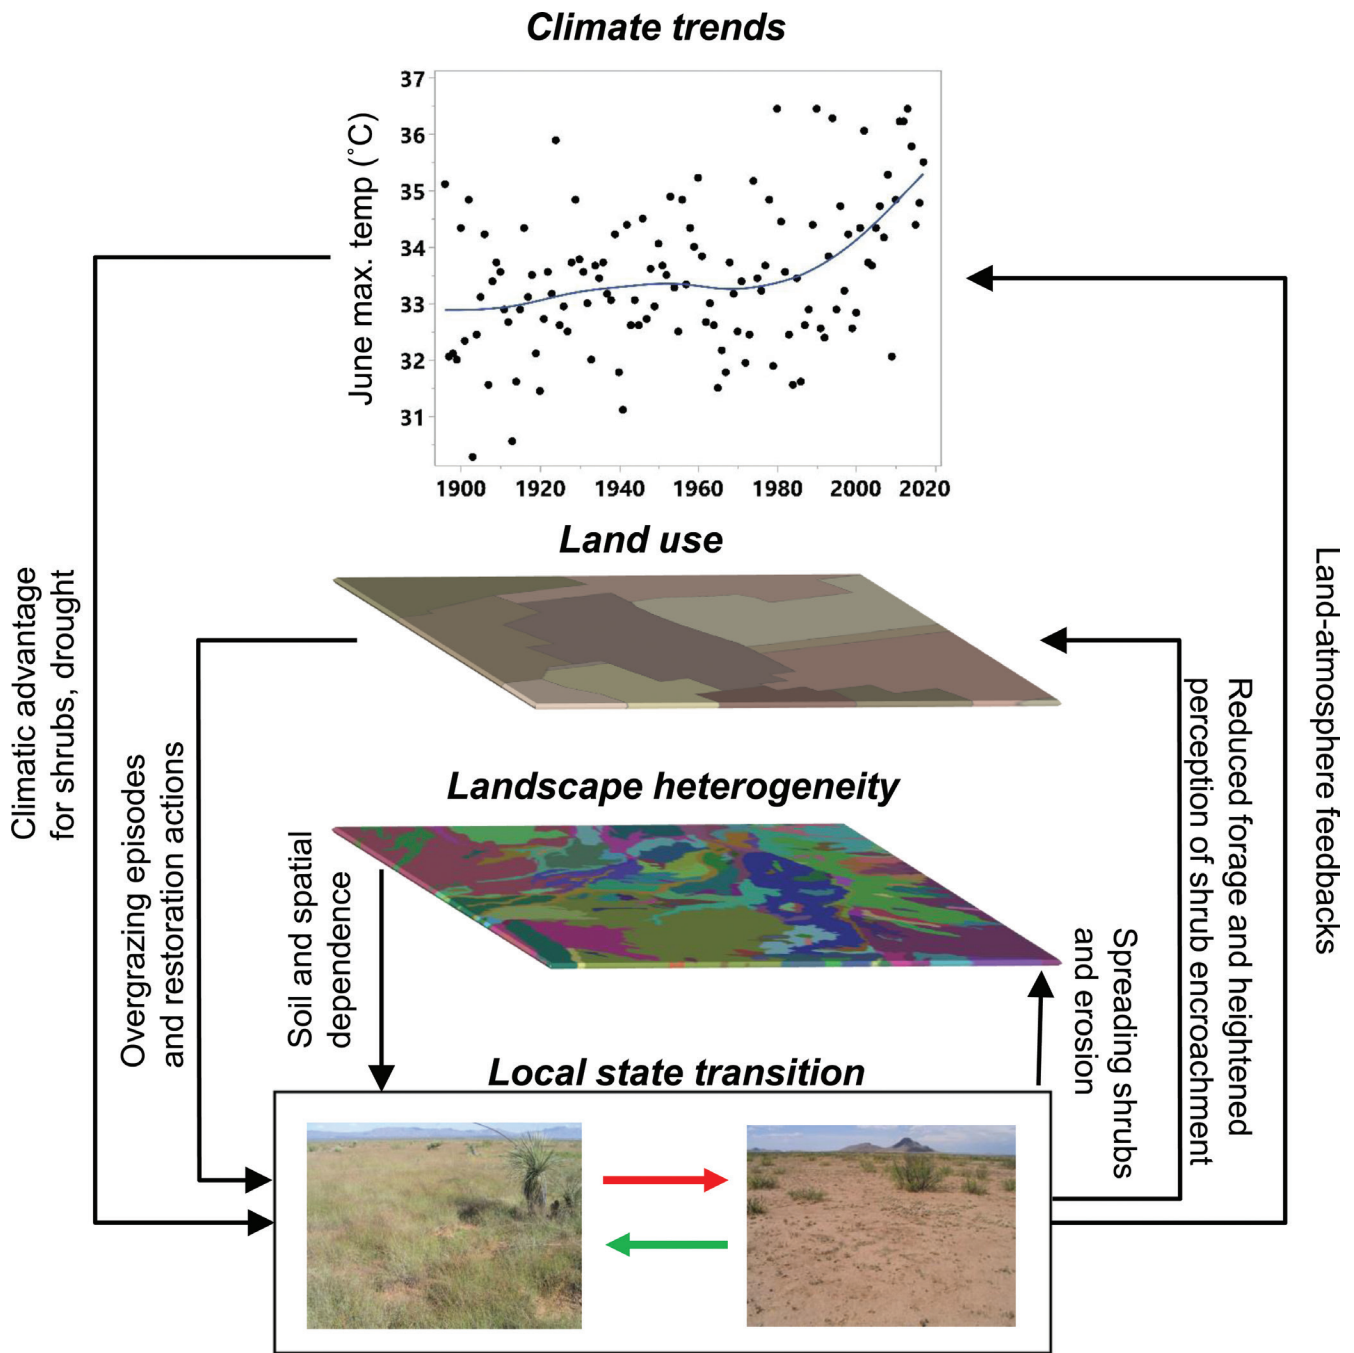 Climate trends
June max. temp (˚C)
37
36
35
34
33
32
31
1900 1920 1940 1960 1980 2000 2020
Land use
Landscape heterogeneity
Local state transition
Climatic advantage
for shrubs, drought
Overgrazing episodes
and restoration actions
Soil and spatial
dependence
Spreading shrubs
and erosion
Reduced forage and heightened
perception of shrub encroachment
Land-atmosphere feedbacks